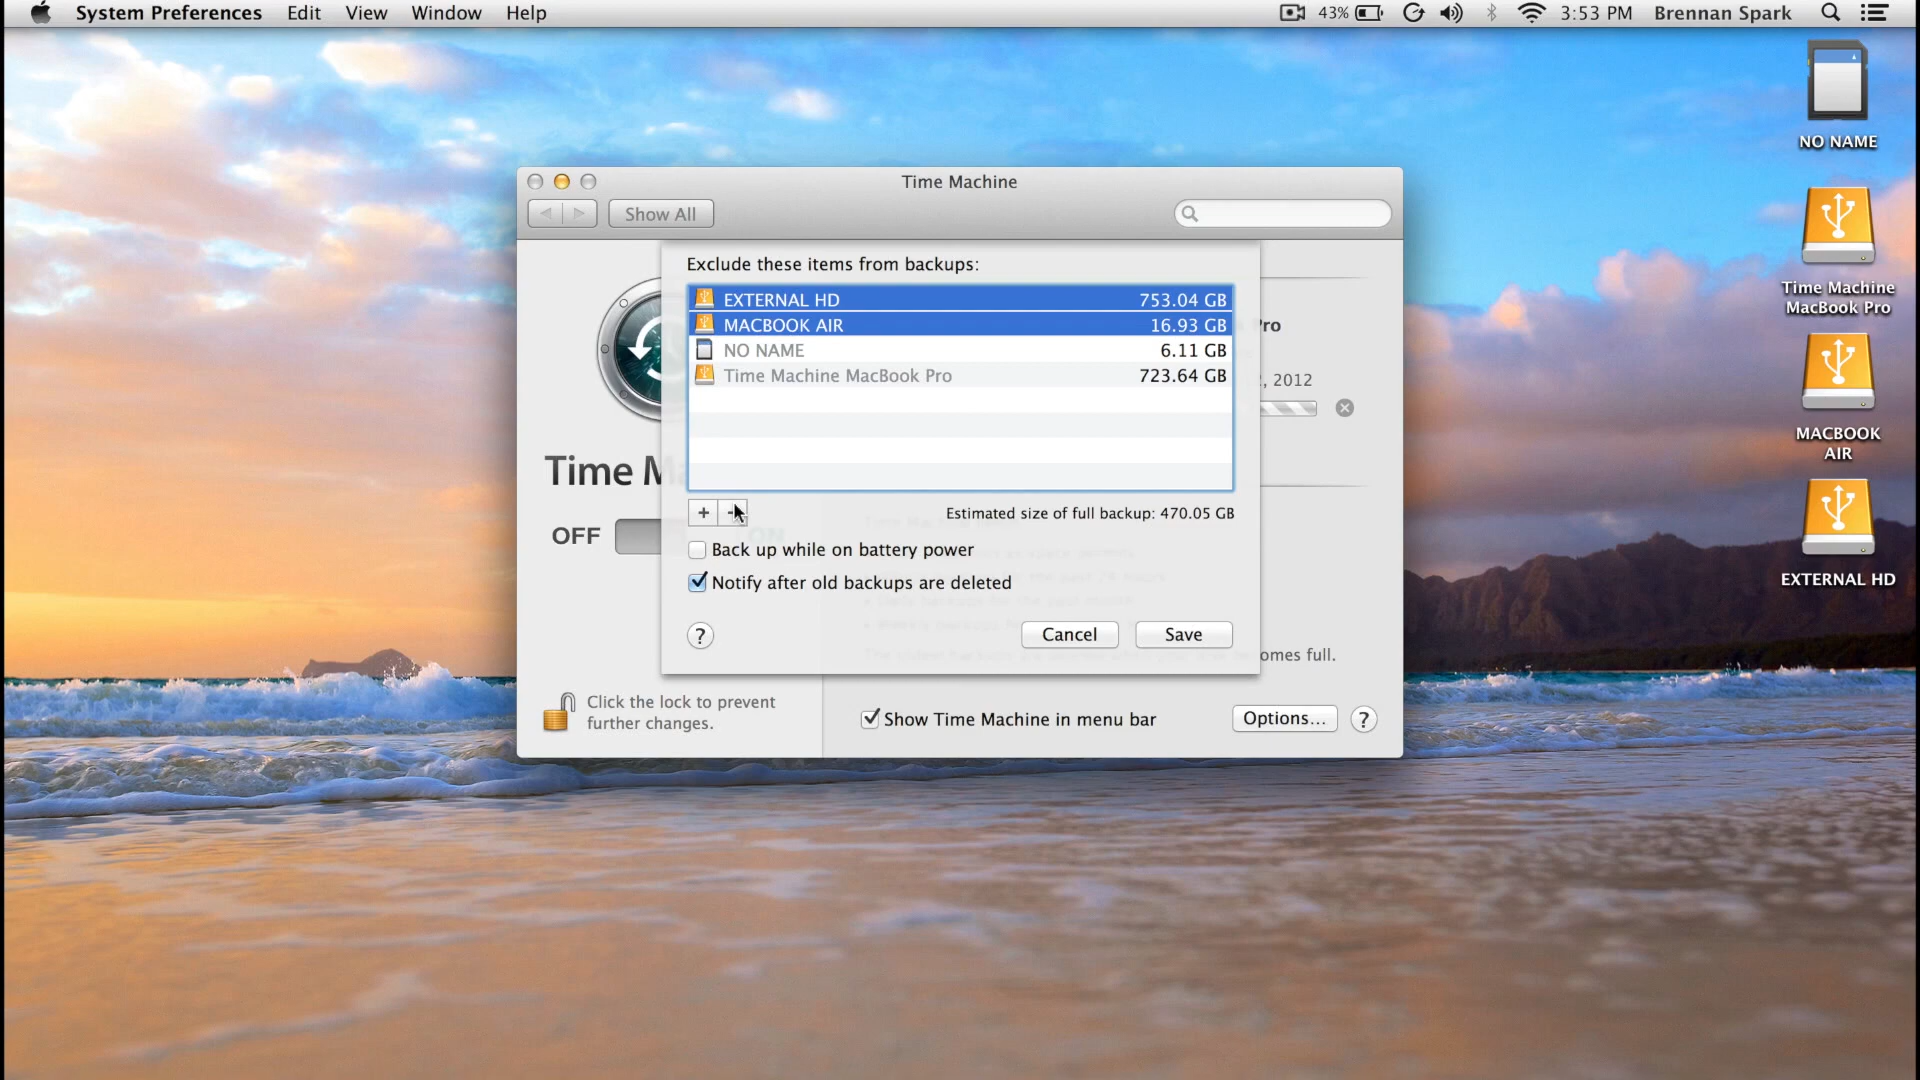 System Preferences Edit View Window Help 43% 3:53 PM Brennan Spark
NO NAME
Time Machine
MacBook Pro
MACBOOK
AIR
EXTERNAL HD
Time Machine
Show All
Exclude these items from backups:
EXTERNAL HD 753.04 GB
MACBOOK AIR 16.93 GB
NO NAME 6.11 GB
Time Machine MacBook Pro 723.64 GB
Pro
, 2012
Time Ma
OFF
ON
+ -
Estimated size of full backup: 470.05 GB
Back up while on battery power
Notify after old backups are deleted
?
Cancel Save
omes full.
Click the lock to prevent
further changes.
Show Time Machine in menu bar
Options... ?